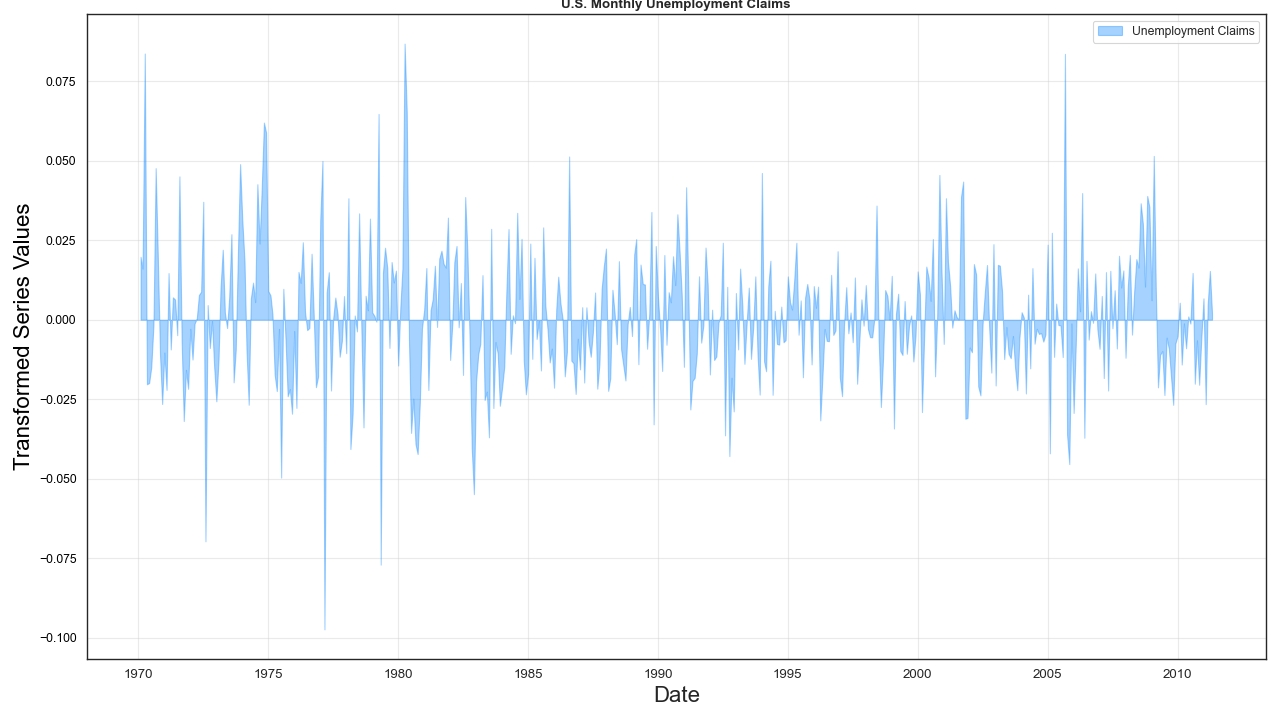 U.S. Monthly Unemployment Claims
Unemployment Claims
Transformed Series Values
0.075
0.050
0.025
0.000
−0.025
−0.050
−0.075
−0.100
1970 1975 1980 1985 1990 1995 2000 2005 2010
Date